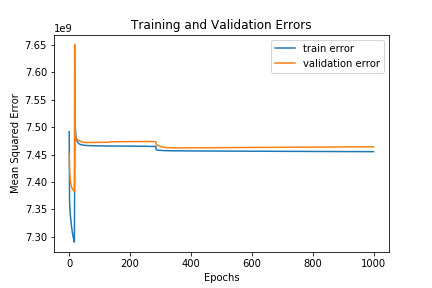 Training and Validation Errors
1e9
train error
validation error
7.65
7.60
7.55
7.50
7.45
7.40
7.35
7.30
Mean Squared Error
0
200
400
600
800
1000
Epochs